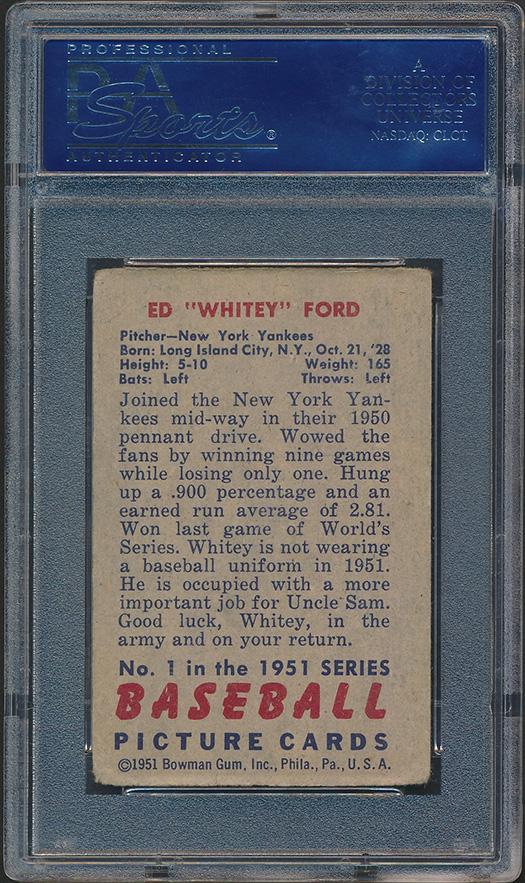 PROFESSIONAL
PSA
Sports®
AUTHENTICATOR
A
DIVISION OF
COLLECTORS
UNIVERSE
NASDAQ: CLCT
ED "WHITEY" FORD
Pitcher—New York Yankees
Born: Long Island City, N.Y., Oct. 21, '28
Height: 5-10 Weight: 165
Bats: Left Throws: Left
Joined the New York Yan-
kees mid-way in their 1950
pennant drive. Wowed the
fans by winning nine games
while losing only one. Hung
up a .900 percentage and an
earned run average of 2.81.
Won last game of World's
Series. Whitey is not wearing
a baseball uniform in 1951.
He is occupied with a more
important job for Uncle Sam.
Good luck, Whitey, in the
army and on your return.
No. 1 in the 1951 SERIES
BASEBALL
PICTURE CARDS
©1951 Bowman Gum, Inc., Phila., Pa., U.S.A.